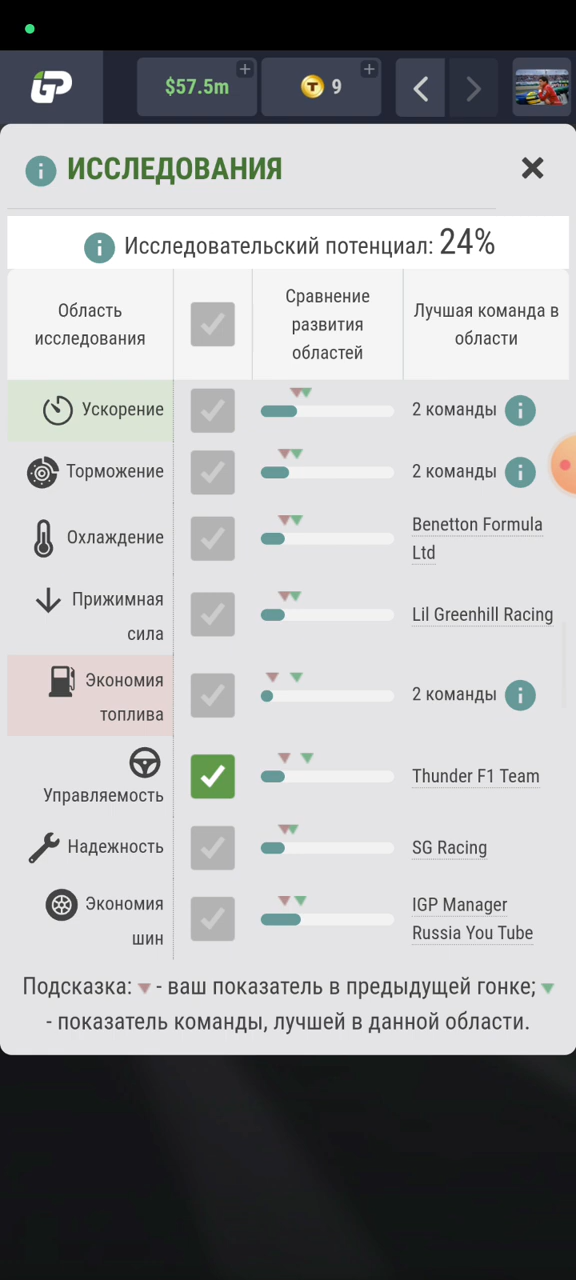 GP
$57.5m
9
ИССЛЕДОВАНИЯ
Исследовательский потенциал: 24%
Область
исследования
Сравнение
развития
областей
Лучшая команда в
области
Ускорение
2 команды
Торможение
2 команды
Охлаждение
Benetton Formula
Ltd
Прижимная
сила
Lil Greenhill Racing
Экономия
топлива
2 команды
Управляемость
Thunder F1 Team
Надежность
SG Racing
Экономия
шин
IGP Manager
Russia You Tube
Подсказка: - ваш показатель в предыдущей гонке;
- показатель команды, лучшей в данной области.